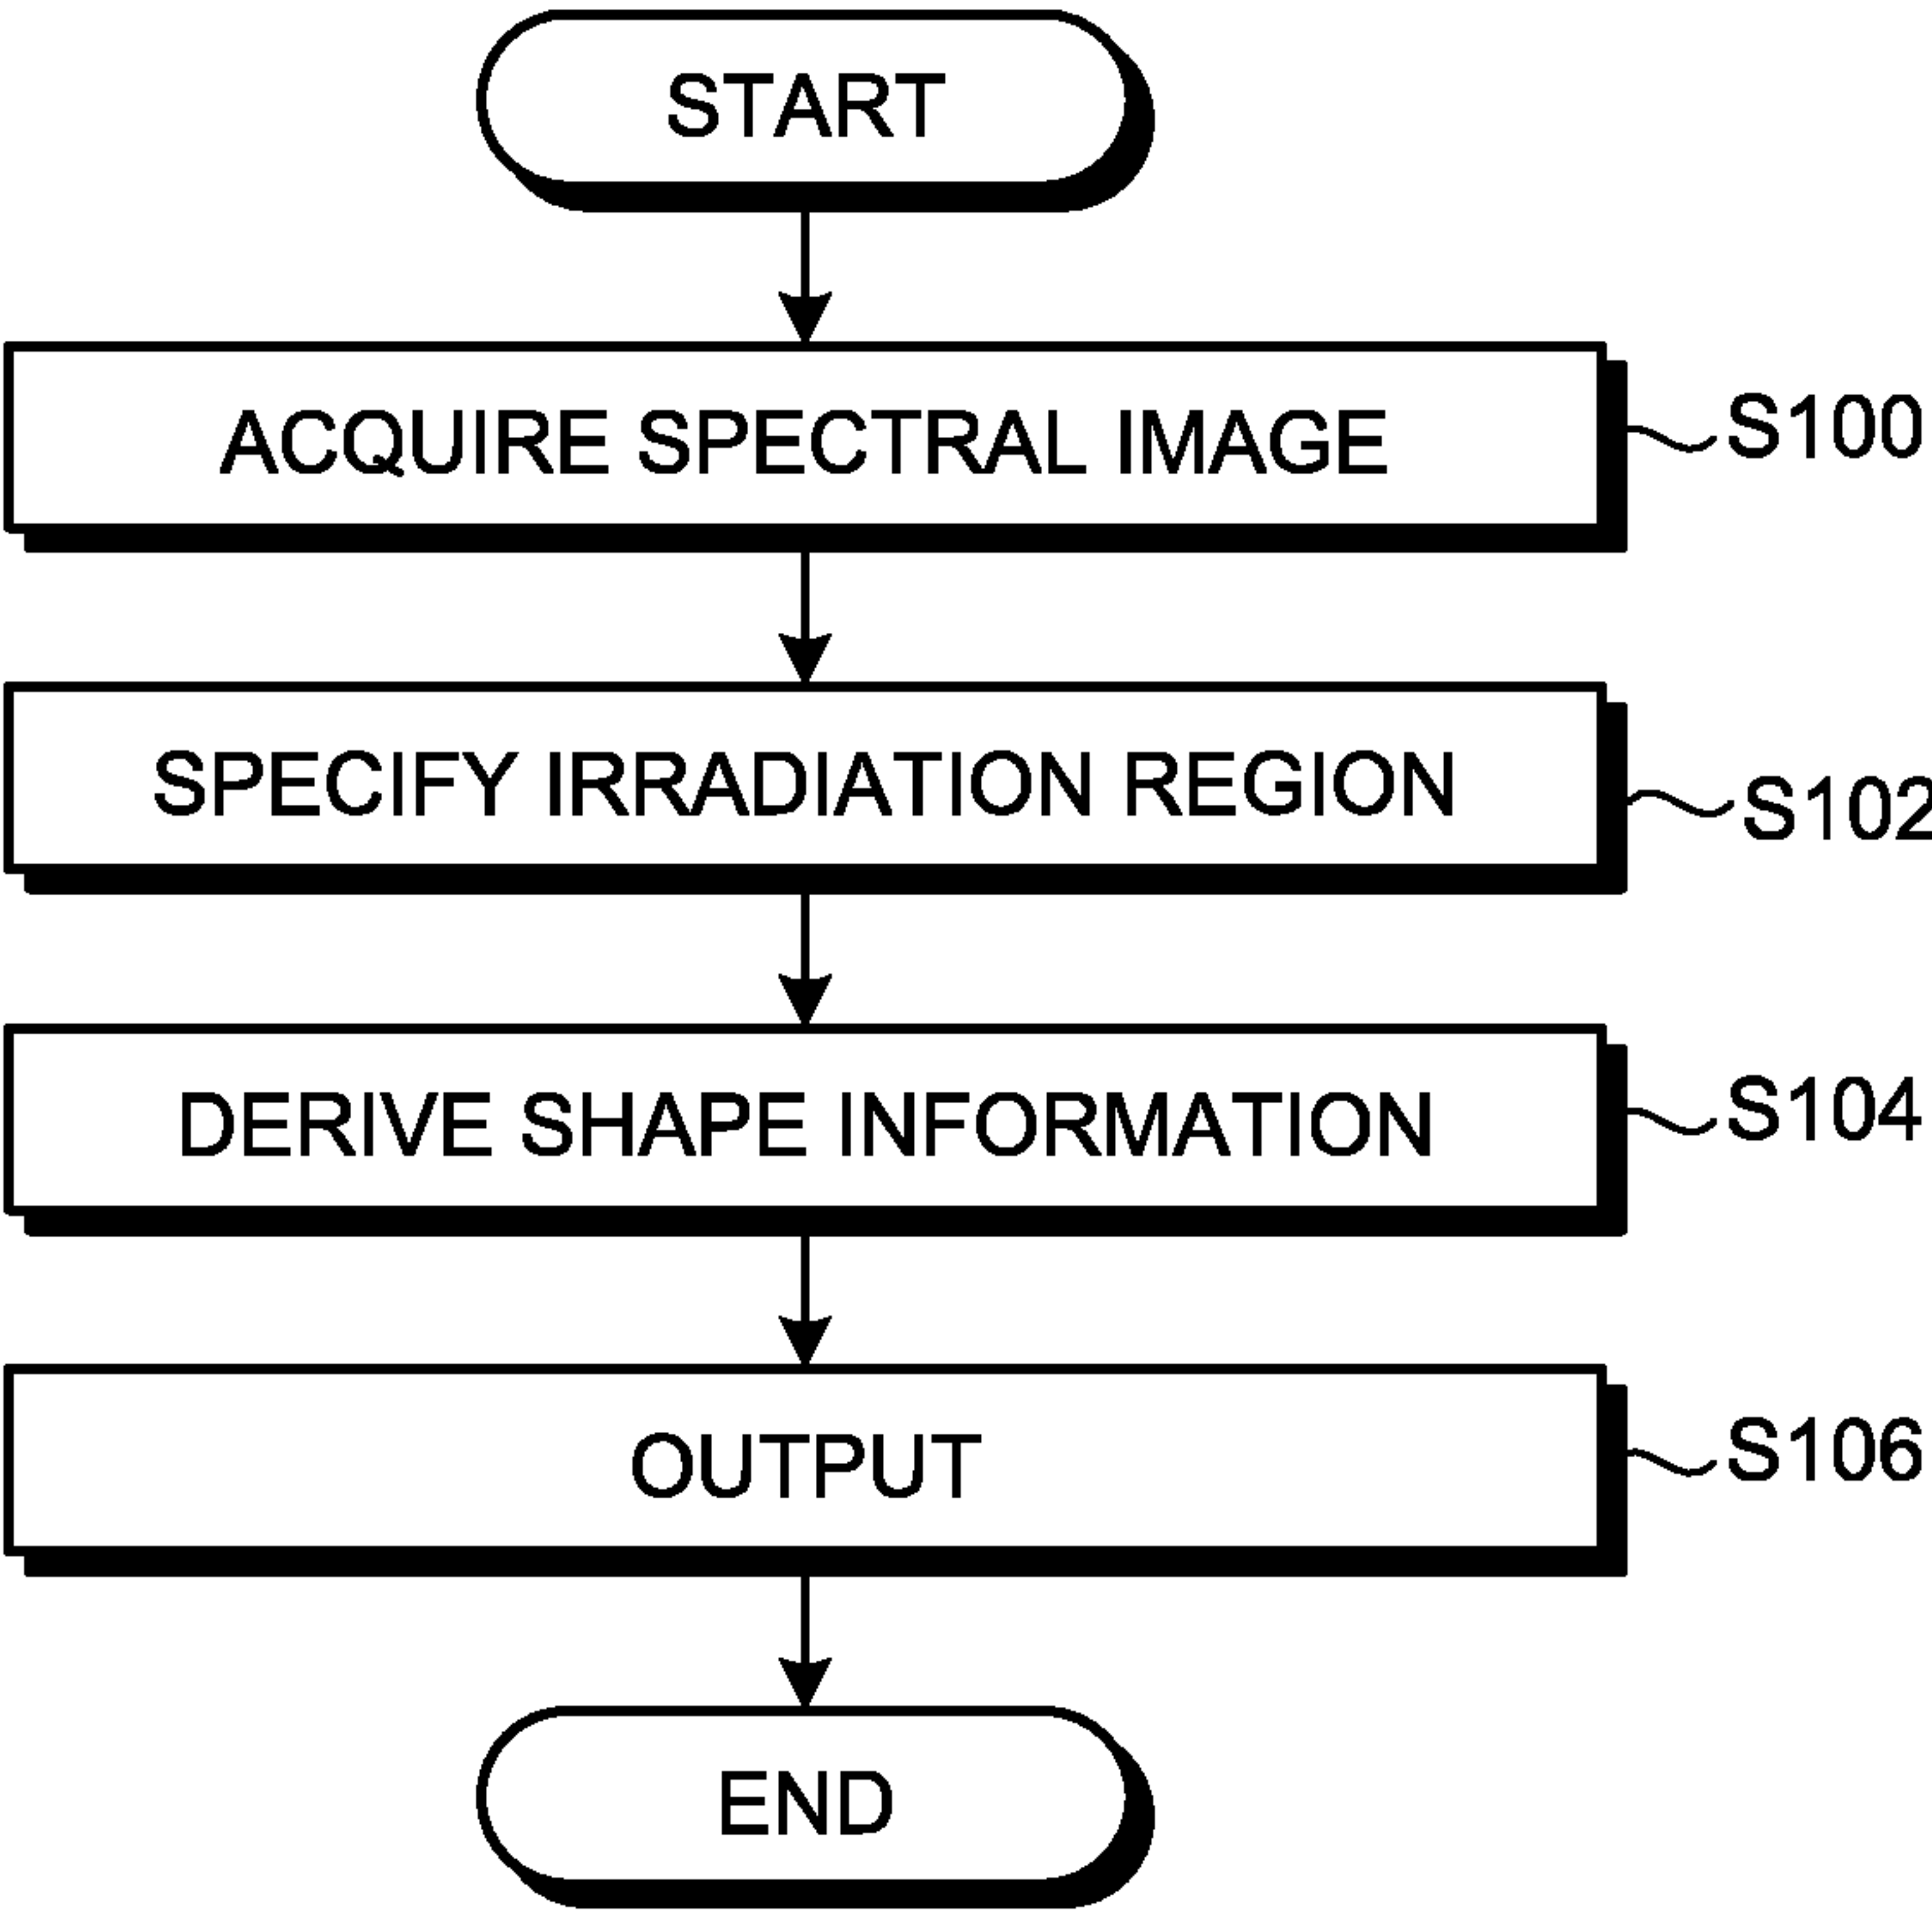 START
ACQUIRE SPECTRAL IMAGE
S100
SPECIFY IRRADIATION REGION
S102
DERIVE SHAPE INFORMATION
S104
OUTPUT
S106
END